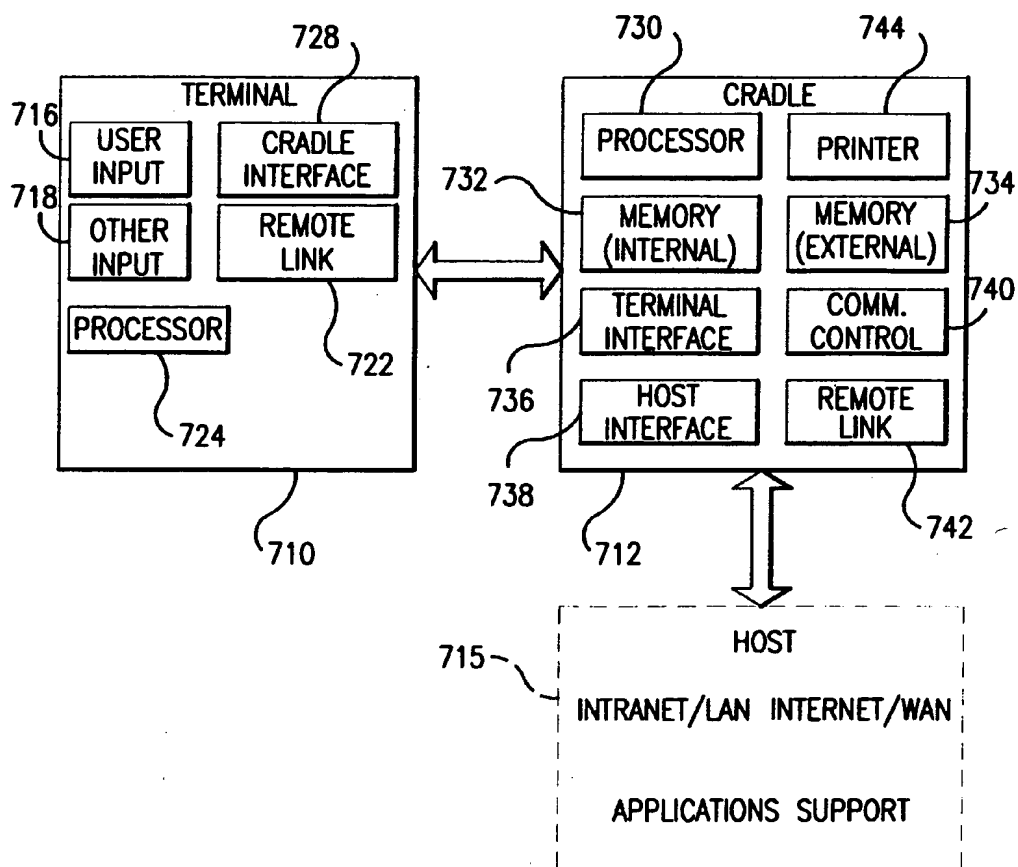 728
730
744
TERMINAL
CRADLE
716
USER
INPUT
CRADLE
INTERFACE
PROCESSOR
PRINTER
718
OTHER
INPUT
REMOTE
LINK
732
MEMORY
(INTERNAL)
MEMORY
(EXTERNAL)
734
PROCESSOR
722
724
TERMINAL
INTERFACE
COMM.
CONTROL
740
736
HOST
INTERFACE
REMOTE
LINK
738
742
710
712
715
HOST
INTRANET/LAN INTERNET/WAN
APPLICATIONS SUPPORT